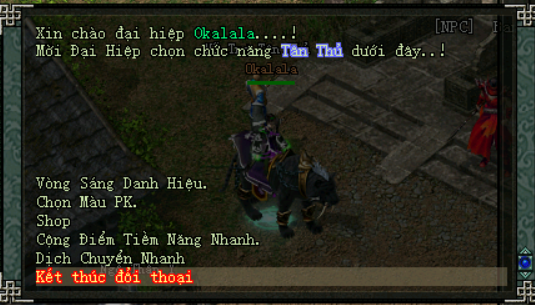 [NPC]
Xin chào đại hiệp Okalala....!
Mời Đại Hiệp chọn chức năng Tân Thủ dưới đây..!
Okalala
Vòng Sáng Danh Hiệu.
Chọn Màu PK.
Shop
Cộng Điểm Tiềm Năng Nhanh.
Dịch Chuyển Nhanh
Kết thúc đối thoại